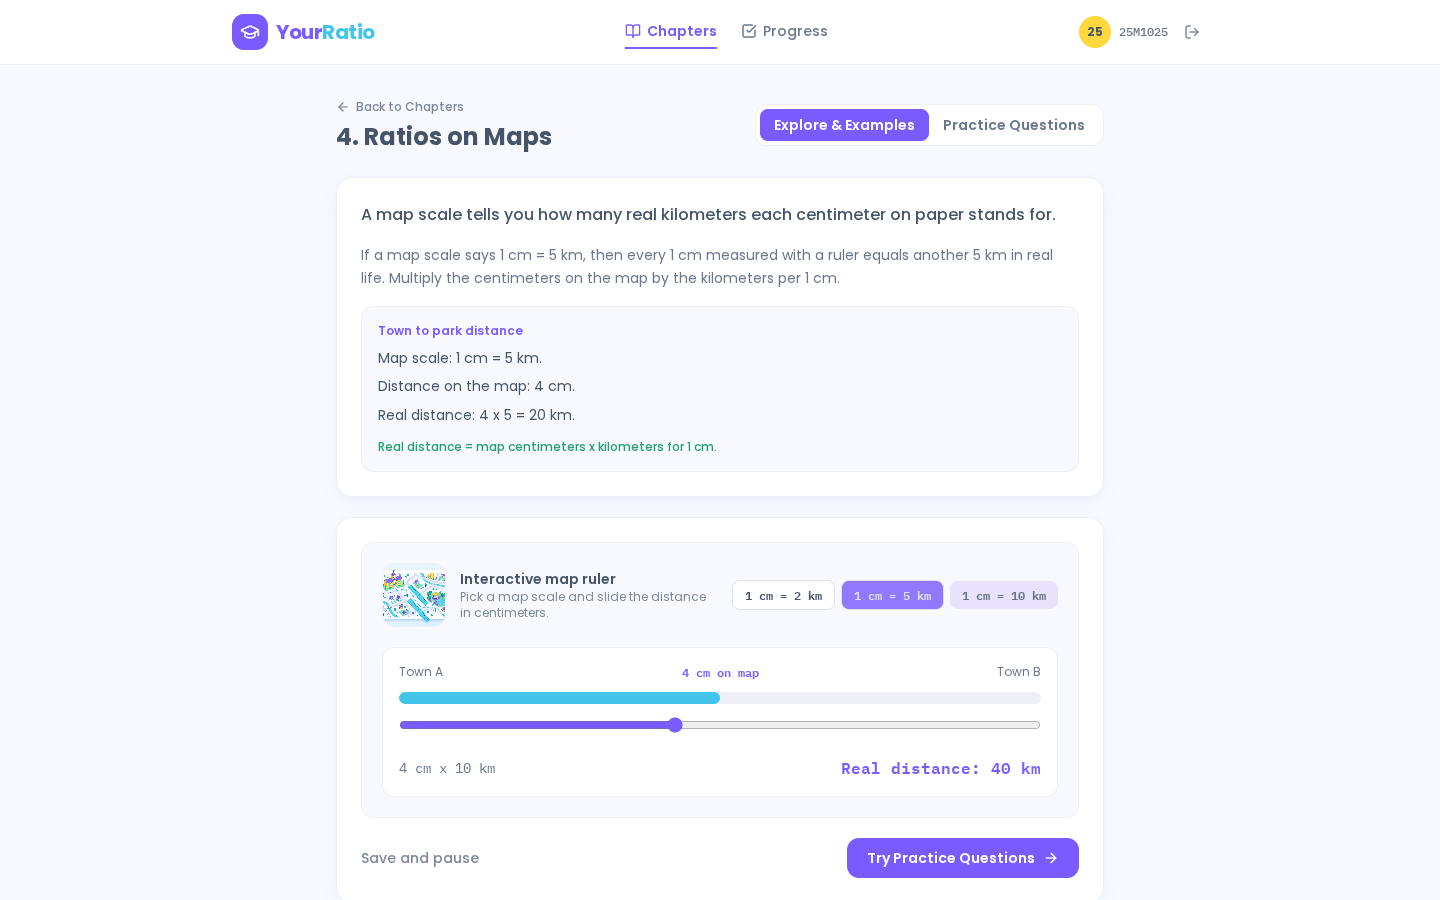 YourRatio
Chapters
Progress
25
25M1025
Back to Chapters
4. Ratios on Maps
Explore & Examples
Practice Questions
A map scale tells you how many real kilometers each centimeter on paper stands for.
If a map scale says 1 cm = 5 km, then every 1 cm measured with a ruler equals another 5 km in real
life. Multiply the centimeters on the map by the kilometers per 1 cm.
Town to park distance
Map scale: 1 cm = 5 km.
Distance on the map: 4 cm.
Real distance: 4 x 5 = 20 km.
Real distance = map centimeters x kilometers for 1 cm.
Interactive map ruler
Pick a map scale and slide the distance
in centimeters.
1 cm = 2 km
1 cm = 5 km
1 cm = 10 km
Town A
4 cm on map
Town B
4 cm x 10 km
Real distance: 40 km
Save and pause
Try Practice Questions